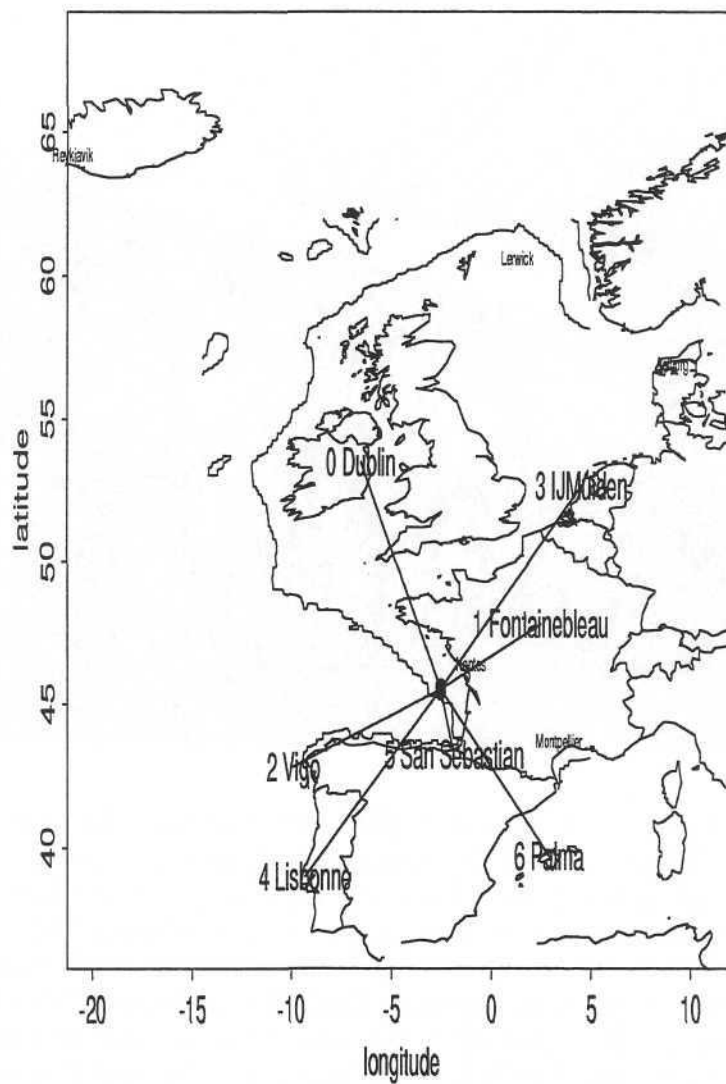 65
Reykjavik
60
Lerwick
55
0 Dublin
3 IJMuiden
latitude
50
1 Fontainebleau
Nantes
45
Montpellier
5 San Sebastian
2 Vigo
40
6 Palma
4 Lisbonne
-20
-15
-10
-5
0
5
10
longitude